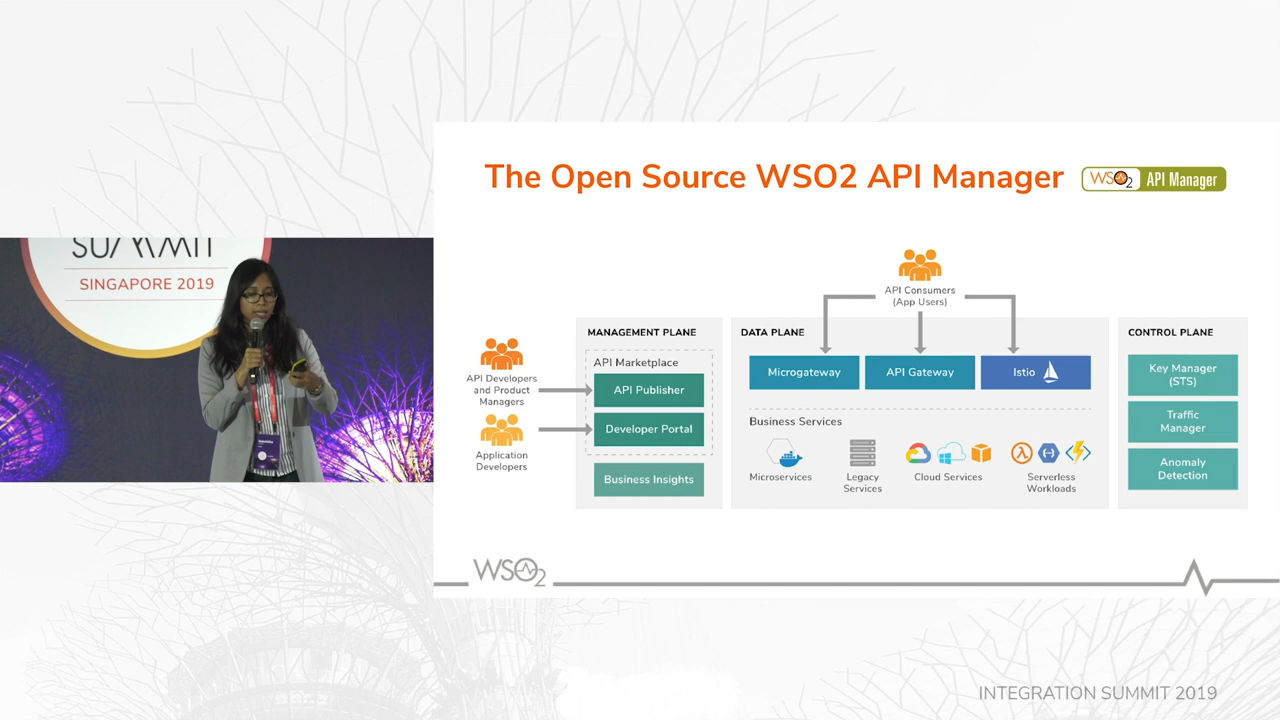 SUMMIT
SINGAPORE 2019
The Open Source WSO2 API Manager
WSO2 API Manager
API Consumers
(App Users)
MANAGEMENT PLANE
DATA PLANE
CONTROL PLANE
API Developers
and Product
Managers
Application
Developers
API Marketplace
API Publisher
Developer Portal
Business Insights
Microgateway
API Gateway
Istio
Business Services
Microservices
Legacy
Services
Cloud Services
Serverless
Workloads
Key Manager
(STS)
Traffic
Manager
Anomaly
Detection
WSO2
INTEGRATION SUMMIT 2019